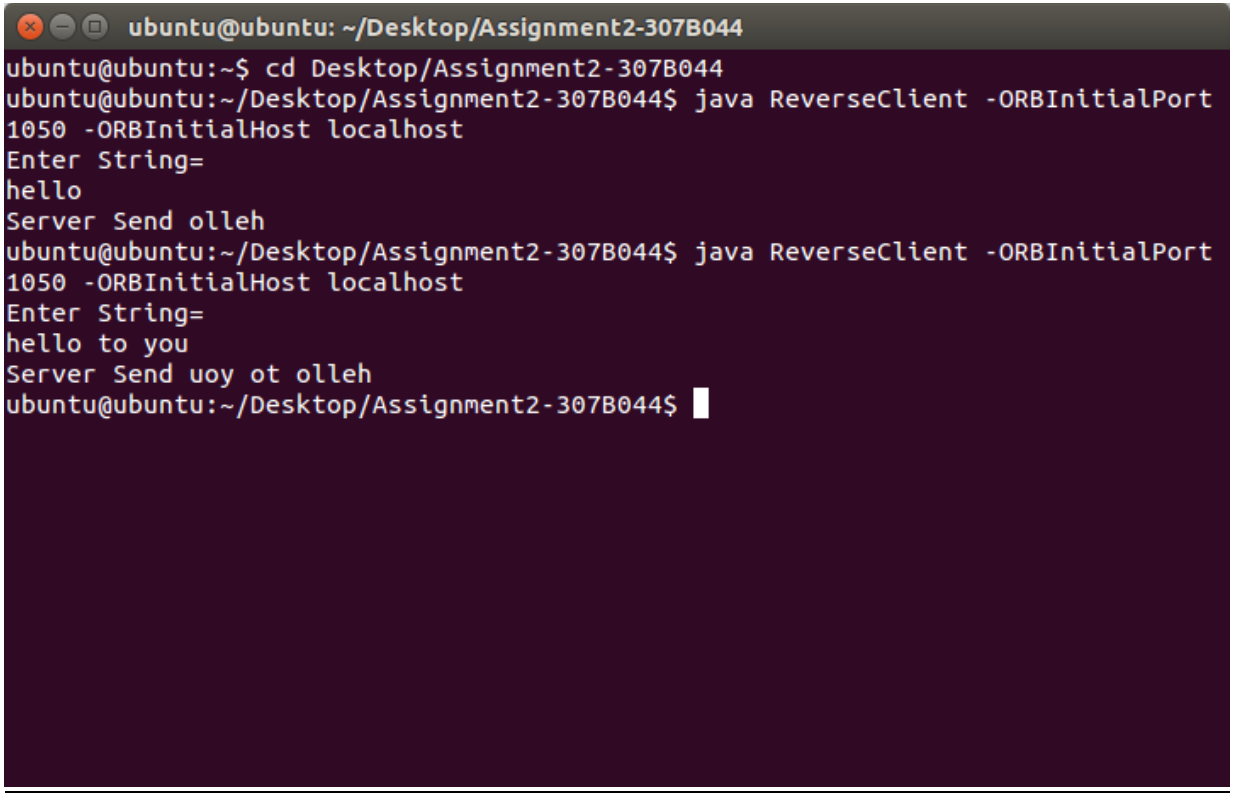 ubuntu@ubuntu: ~/Desktop/Assignment2-307B044
ubuntu@ubuntu:~$ cd Desktop/Assignment2-307B044
ubuntu@ubuntu:~/Desktop/Assignment2-307B044$ java ReverseClient -ORBInitialPort
1050 -ORBInitialHost localhost
Enter String=
hello
Server Send olleh
ubuntu@ubuntu:~/Desktop/Assignment2-307B044$ java ReverseClient -ORBInitialPort
1050 -ORBInitialHost localhost
Enter String=
hello to you
Server Send uoy ot olleh
ubuntu@ubuntu:~/Desktop/Assignment2-307B044$